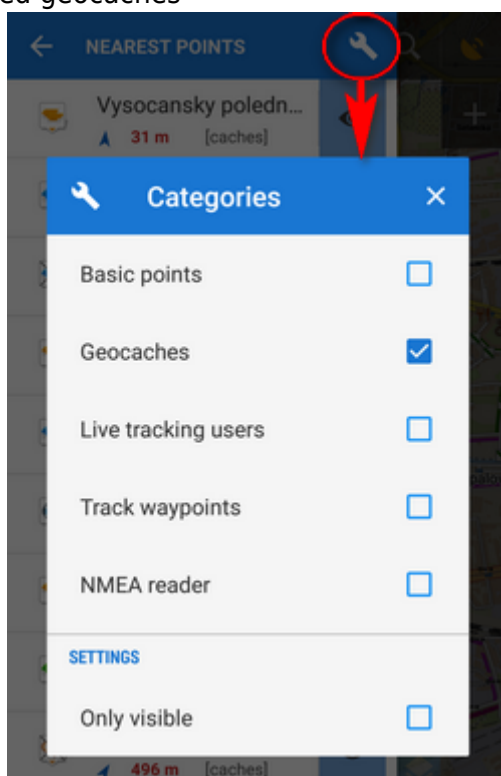 ed geocaches
NEAREST POINTS
Vysocansky poledn...
31 m [caches]
Categories
Basic points
Geocaches
Live tracking users
Track waypoints
NMEA reader
SETTINGS
Only visible
496 m [caches]